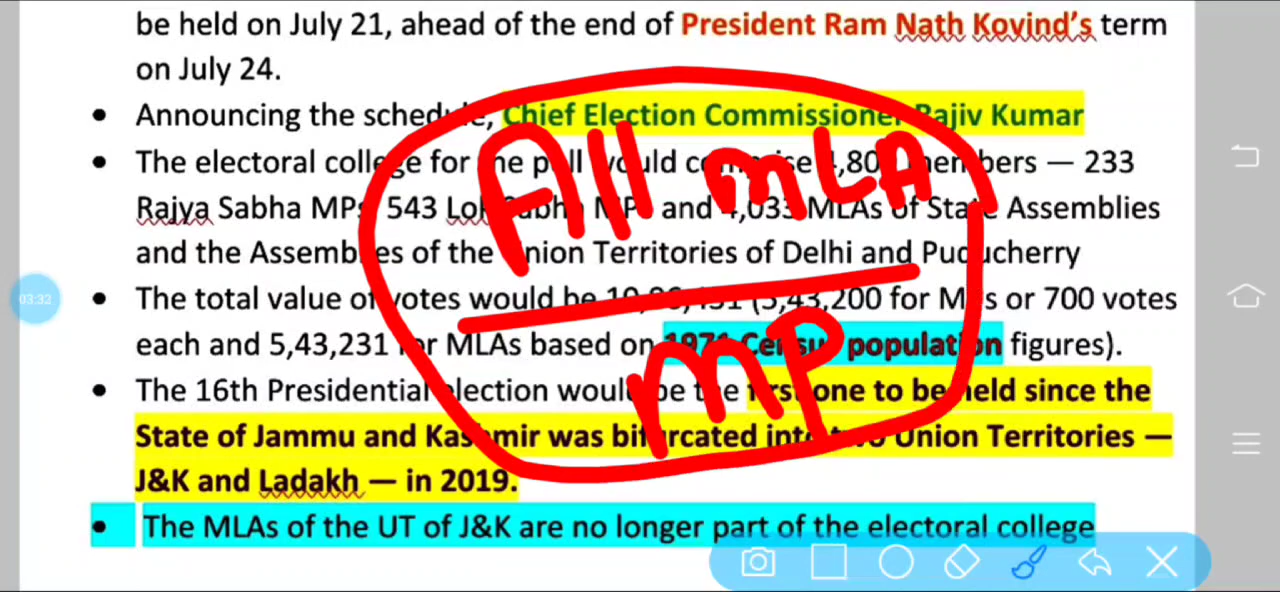 be held on July 21, ahead of the end of President Ram Nath Kovind's term
on July 24.
• Announcing the schedule, Chief Election Commissioner Rajiv Kumar
• The electoral college for the poll would comprise members — 233
Rajya Sabha MPs, 543 Lok Sabha MPs and 4,033 MLAs of State Assemblies
and the Assemblies of the Union Territories of Delhi and Puducherry
• The total value of votes would be (5,43,200 for MPs or 700 votes
each and 5,43,231 for MLAs based on 1971 Census population figures).
• The 16th Presidential election would be the first one to be held since the
State of Jammu and Kashmir was bifurcated into two Union Territories —
J&K and Ladakh — in 2019.
• The MLAs of the UT of J&K are no longer part of the electoral college
All MLA
MP
03:32